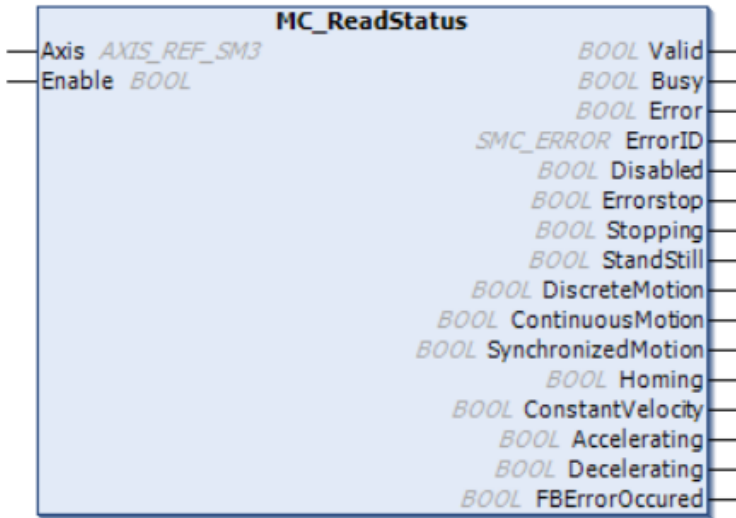 MC_ReadStatus
Axis AXIS_REF_SM3 BOOL Valid
Enable BOOL BOOL Busy
BOOL Error
SMC_ERROR ErrorID
BOOL Disabled
BOOL Errorstop
BOOL Stopping
BOOL StandStill
BOOL DiscreteMotion
BOOL ContinuousMotion
BOOL SynchronizedMotion
BOOL Homing
BOOL ConstantVelocity
BOOL Accelerating
BOOL Decelerating
BOOL FBErrorOccured